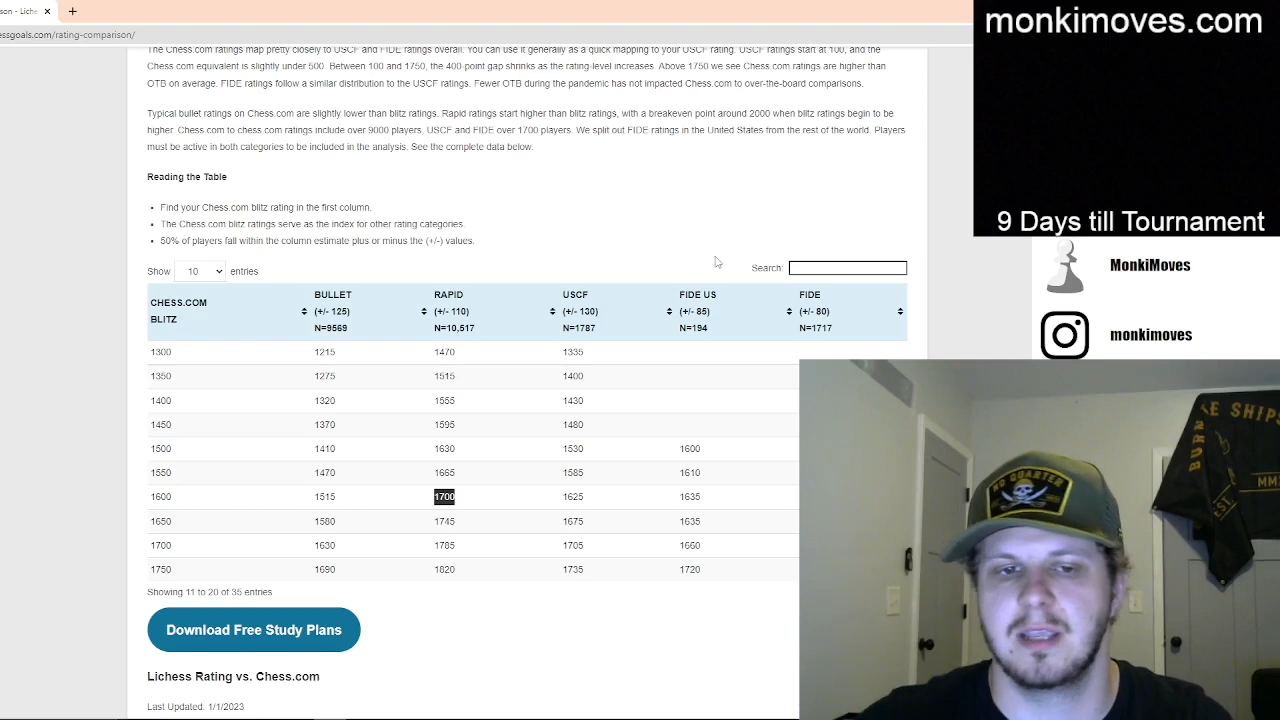 son - Liche
essgoals.com/rating-comparison/
monkimoves.com
9 Days till Tournament
MonkiMoves
monkimoves
The Chess.com ratings map pretty closely to USCF and FIDE ratings overall. You can use it generally as a quick mapping to your USCF rating. USCF ratings start at 100, and the
Chess.com equivalent is slightly under 500. Between 100 and 1750, the 400-point gap shrinks as the rating-level increases. Above 1750 we see Chess.com ratings are higher than
OTB on average. FIDE ratings follow a similar distribution to the USCF ratings. Fewer OTB during the pandemic has not impacted Chess.com to over-the-board comparisons.
Typical bullet ratings on Chess.com are slightly lower than blitz ratings. Rapid ratings start higher than blitz ratings, with a breakeven point around 2000 when blitz ratings begin to be
higher. Chess.com to chess.com ratings include over 9000 players, USCF and FIDE over 1700 players. We split out FIDE ratings in the United States from the rest of the world. Players
must be active in both categories to be included in the analysis. See the complete data below.
Reading the Table
• Find your Chess.com blitz rating in the first column.
• The Chess.com blitz ratings serve as the index for other rating categories.
• 50% of players fall within the column estimate plus or minus the (+/-) values.
Show 10 entries Search:
CHESS.COM BLITZ BULLET (+/- 125) N=9569 RAPID (+/- 110) N=10,517 USCF (+/- 130) N=1787 FIDE US (+/- 85) N=194 FIDE (+/- 80) N=1717
1300 1215 1470 1335
1350 1275 1515 1400
1400 1320 1555 1430
1450 1370 1595 1480
1500 1410 1630 1530 1600
1550 1470 1665 1585 1610
1600 1515 1700 1625 1635
1650 1580 1745 1675 1635
1700 1630 1785 1705 1660
1750 1690 1820 1735 1720
Showing 11 to 20 of 35 entries
Download Free Study Plans
Lichess Rating vs. Chess.com
Last Updated: 1/1/2023
NO QUARTER
E SHIPS
BURN
EST.
MM